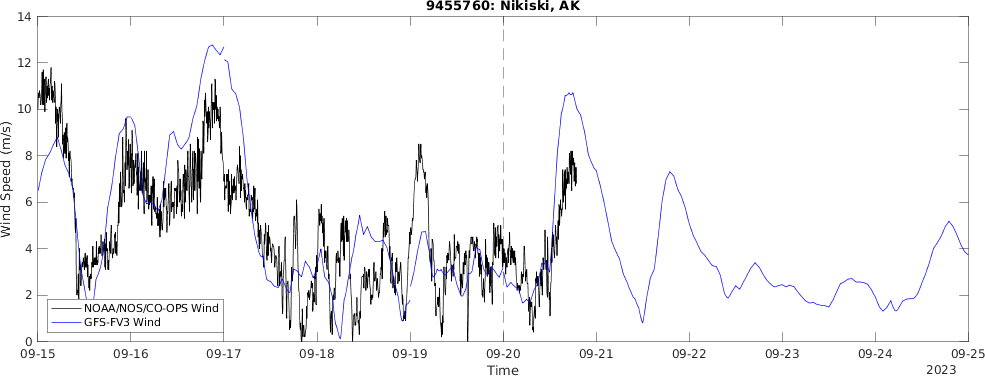 9455760: Nikiski, AK
14
12
10
8
6
4
2
0
Wind Speed (m/s)
NOAA/NOS/CO-OPS Wind
GFS-FV3 Wind
09-15 09-16 09-17 09-18 09-19 09-20 09-21 09-22 09-23 09-24 09-25
Time
2023